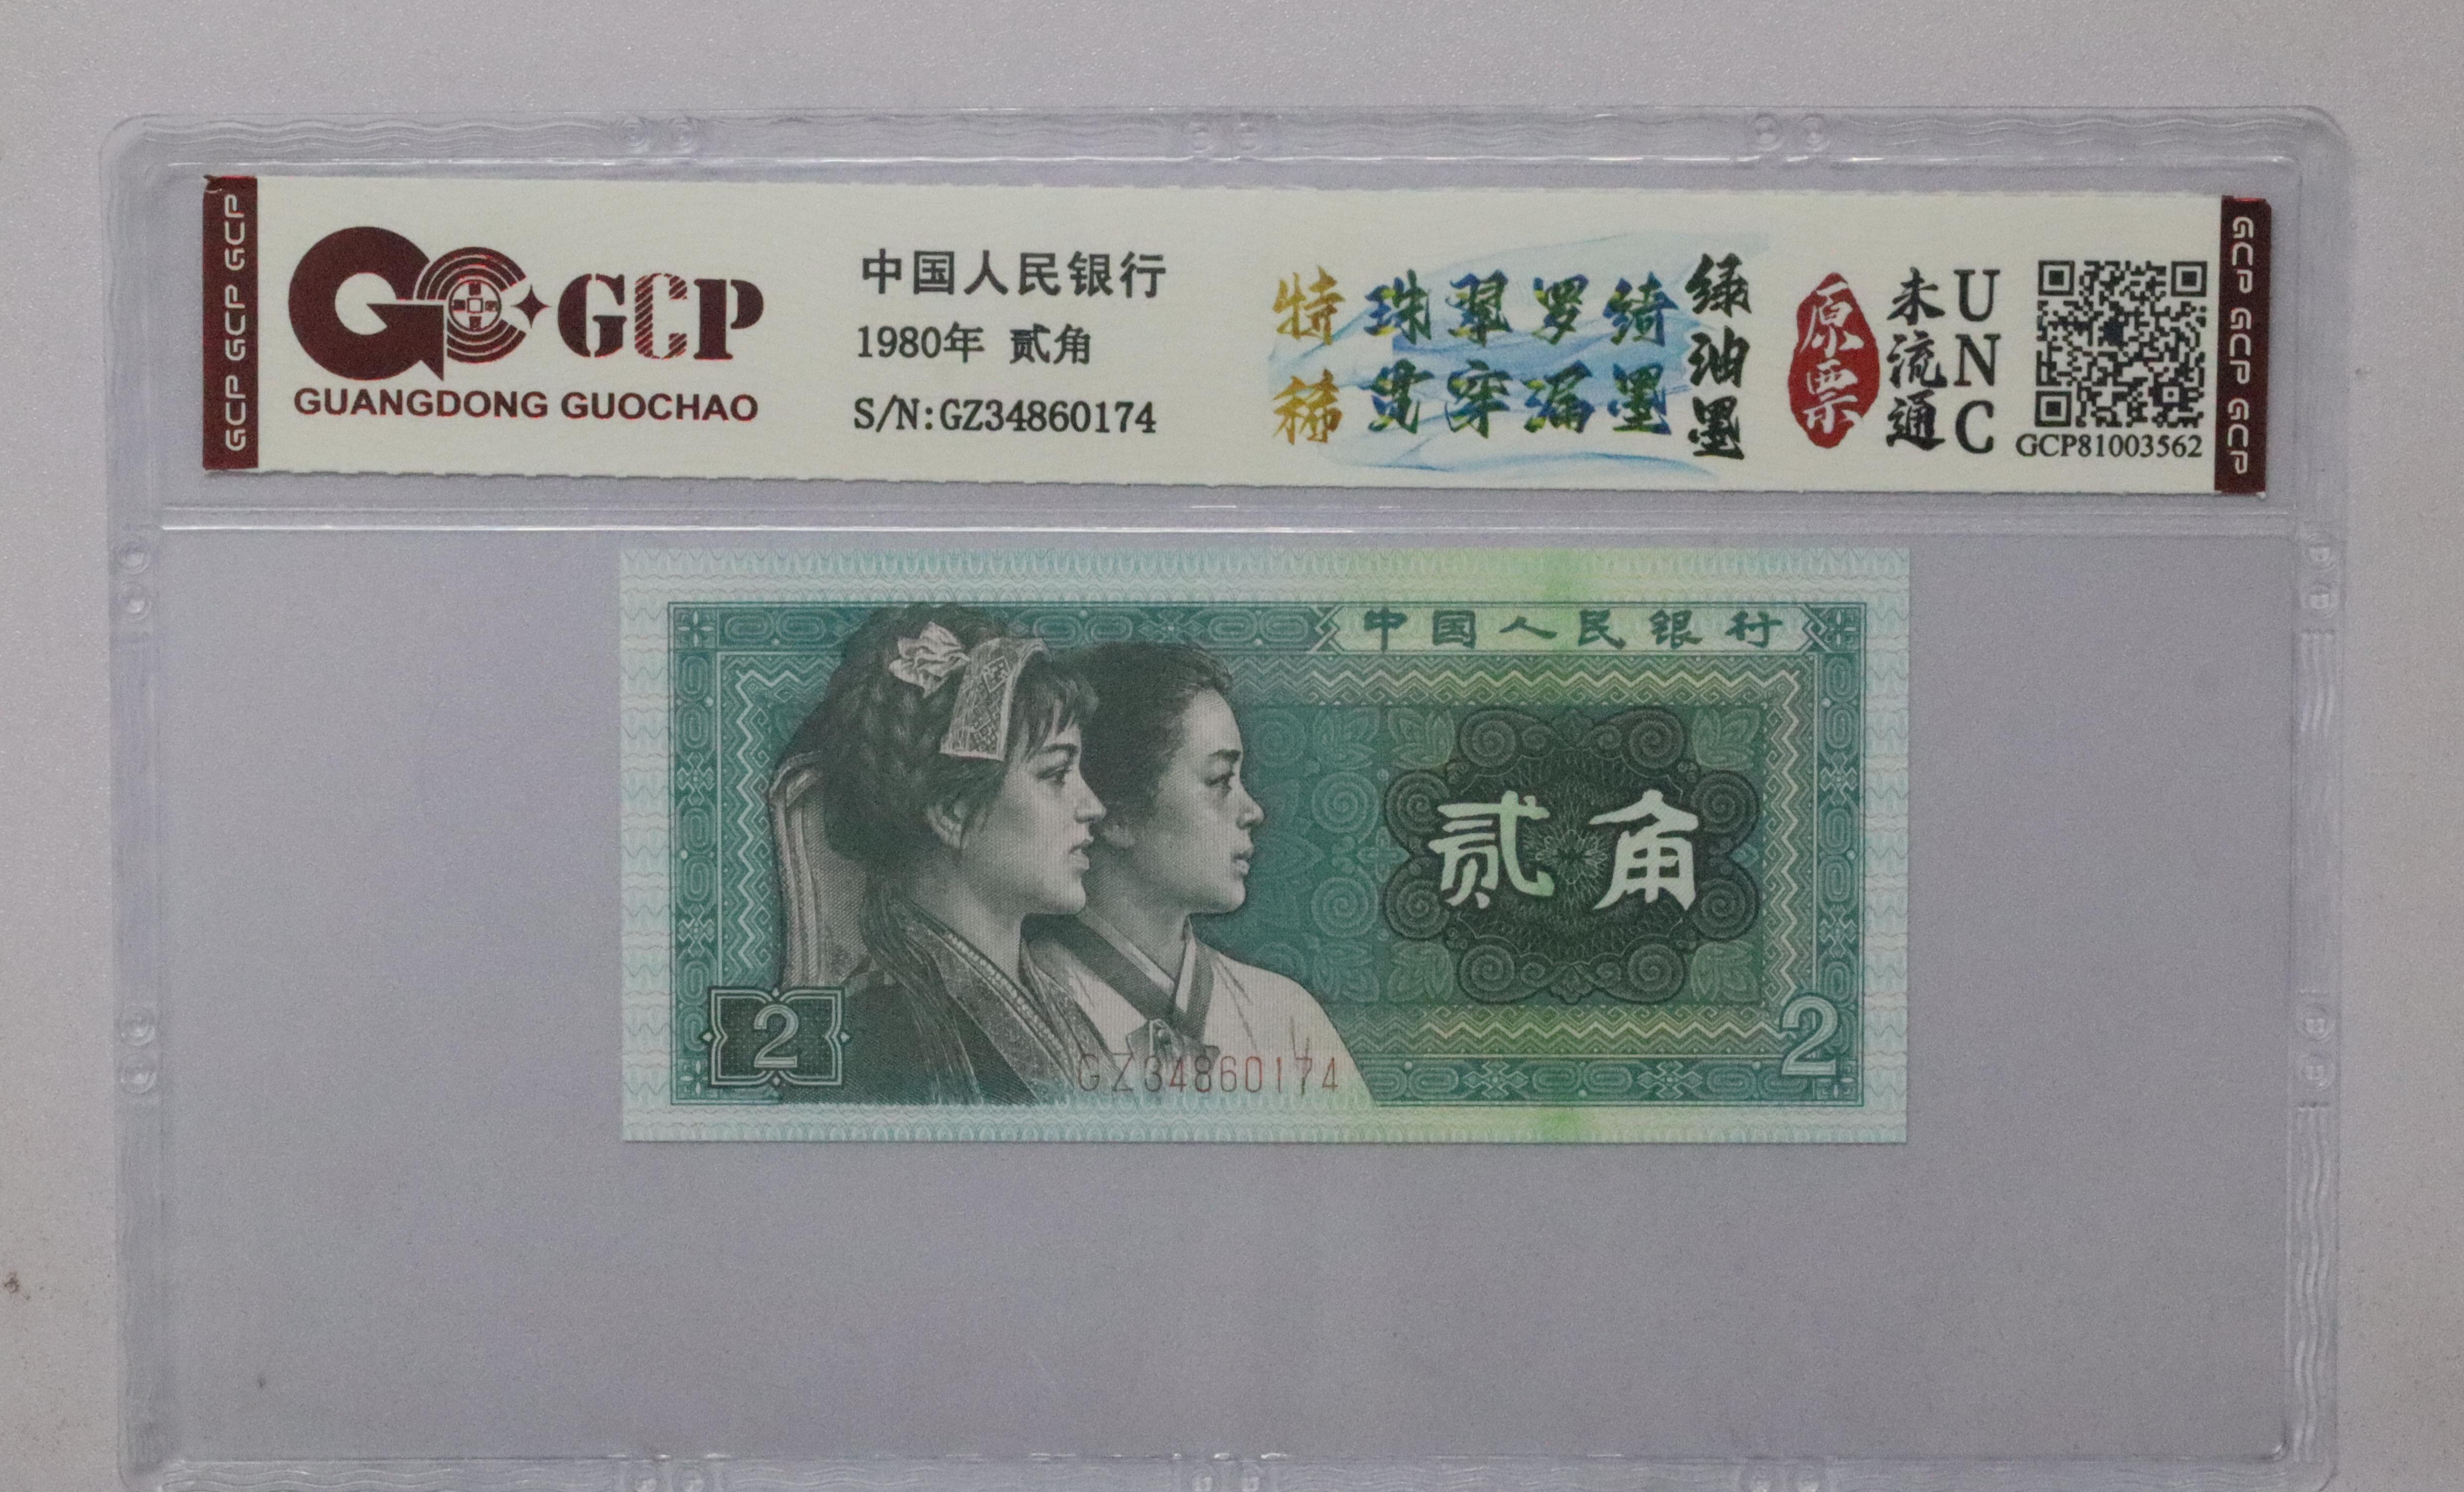 GCP GCP GCP
GCP
GUANGDONG GUOCHAO
中国人民银行
1980年 贰角
S/N:GZ34860174
特稀
珠翠罗绮
贯穿漏墨
绿油墨
原票
未流通
UNC
GCP81003562
GCP GCP GCP
中国人民银行
贰角
2
2
GZ34860174